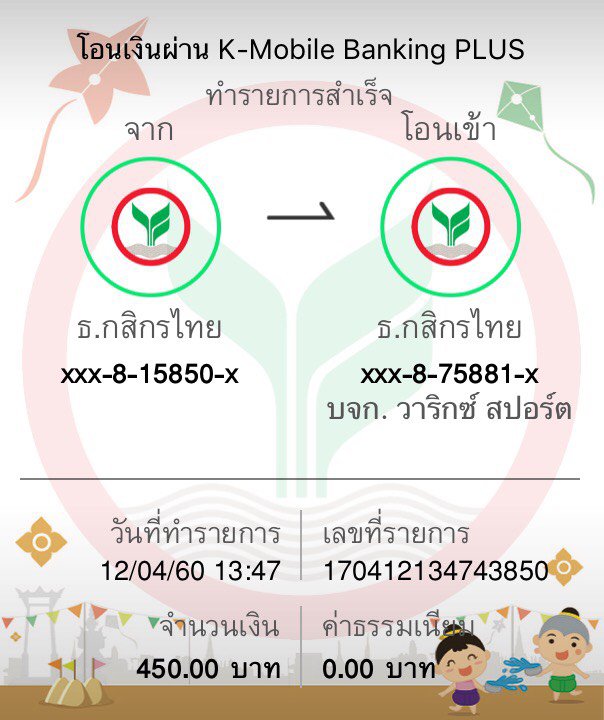 โอนเงินผ่าน K-Mobile Banking PLUS
ทำรายการสำเร็จ
จาก
โอนเข้า
ธ.กสิกรไทย
ธ.กสิกรไทย
xxx-8-15850-x
xxx-8-75881-x
บจก. วาริกซ์ สปอร์ต
วันที่ทำรายการ
เลขที่รายการ
12/04/60 13:47
170412134743850
จำนวนเงิน
ค่าธรรมเนียม
450.00 บาท
0.00 บาท